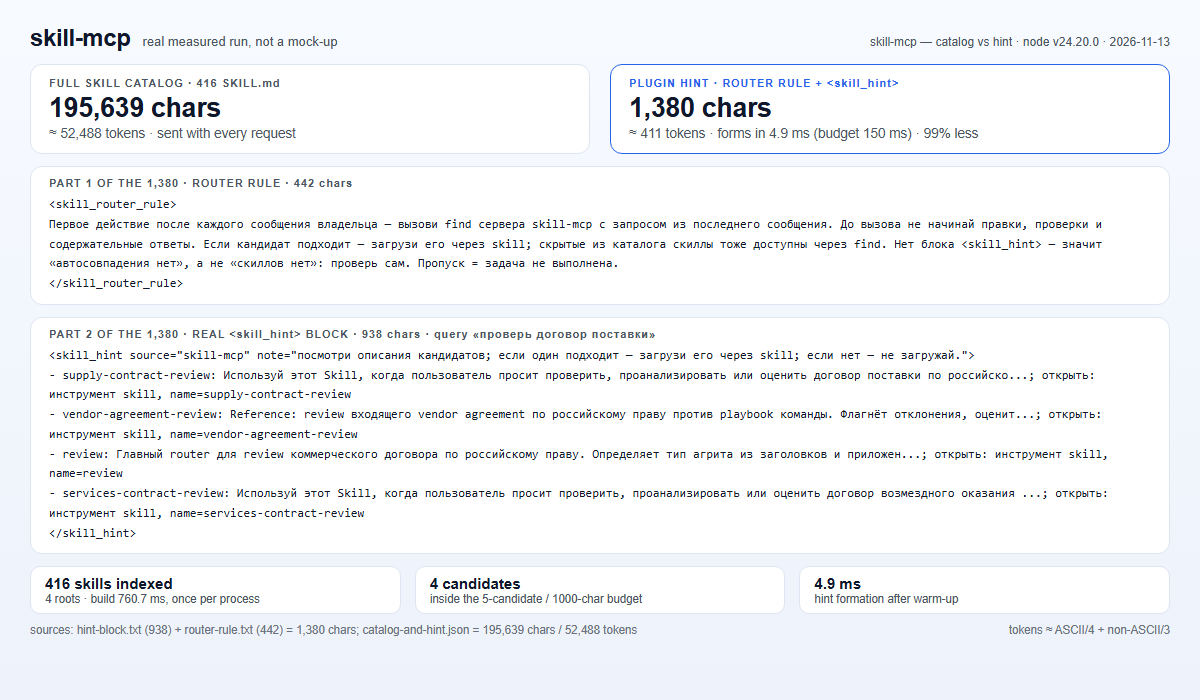 skill-mcp real measured run, not a mock-up
skill-mcp — catalog vs hint · node v24.20.0 · 2026-11-13
FULL SKILL CATALOG · 416 SKILL.md
195,639 chars
≈ 52,488 tokens · sent with every request
PLUGIN HINT · ROUTER RULE + <skill_hint>
1,380 chars
≈ 411 tokens · forms in 4.9 ms (budget 150 ms) · 99% less
PART 1 OF THE 1,380 · ROUTER RULE · 442 chars
<skill_router_rule>
Первое действие после каждого сообщения владельца — вызови find сервера skill-mcp с запросом из последнего сообщения. До вызова не начинай правки, проверки и
содержательные ответы. Если кандидат подходит — загрузи его через skill; скрытые из каталога скиллы тоже доступны через find. Нет блока <skill_hint> — значит
«автосовпадения нет», а не «скиллов нет»: проверь сам. Пропуск = задача не выполнена.
</skill_router_rule>
PART 2 OF THE 1,380 · REAL <skill_hint> BLOCK · 938 chars · query «проверь договор поставки»
<skill_hint source="skill-mcp" note="посмотри описания кандидатов; если один подходит — загрузи его через skill; если нет — не загружай.">
- supply-contract-review: Используй этот Skill, когда пользователь просит проверить, проанализировать или оценить договор поставки по российско...; открыть:
инструмент skill, name=supply-contract-review
- vendor-agreement-review: Reference: review входящего vendor agreement по российскому праву против playbook команды. Флагнёт отклонения, оценит...; открыть:
инструмент skill, name=vendor-agreement-review
- review: Главный router для review коммерческого договора по российскому праву. Определяет тип агрита из заголовков и приложен...; открыть: инструмент skill,
name=review
- services-contract-review: Используй этот Skill, когда пользователь просит проверить, проанализировать или оценить договор возмездного оказания ...; открыть:
инструмент skill, name=services-contract-review
</skill_hint>
416 skills indexed
4 roots · build 760.7 ms, once per process
4 candidates
inside the 5-candidate / 1000-char budget
4.9 ms
hint formation after warm-up
sources: hint-block.txt (938) + router-rule.txt (442) = 1,380 chars; catalog-and-hint.json = 195,639 chars / 52,488 tokens
tokens ≈ ASCII/4 + non-ASCII/3